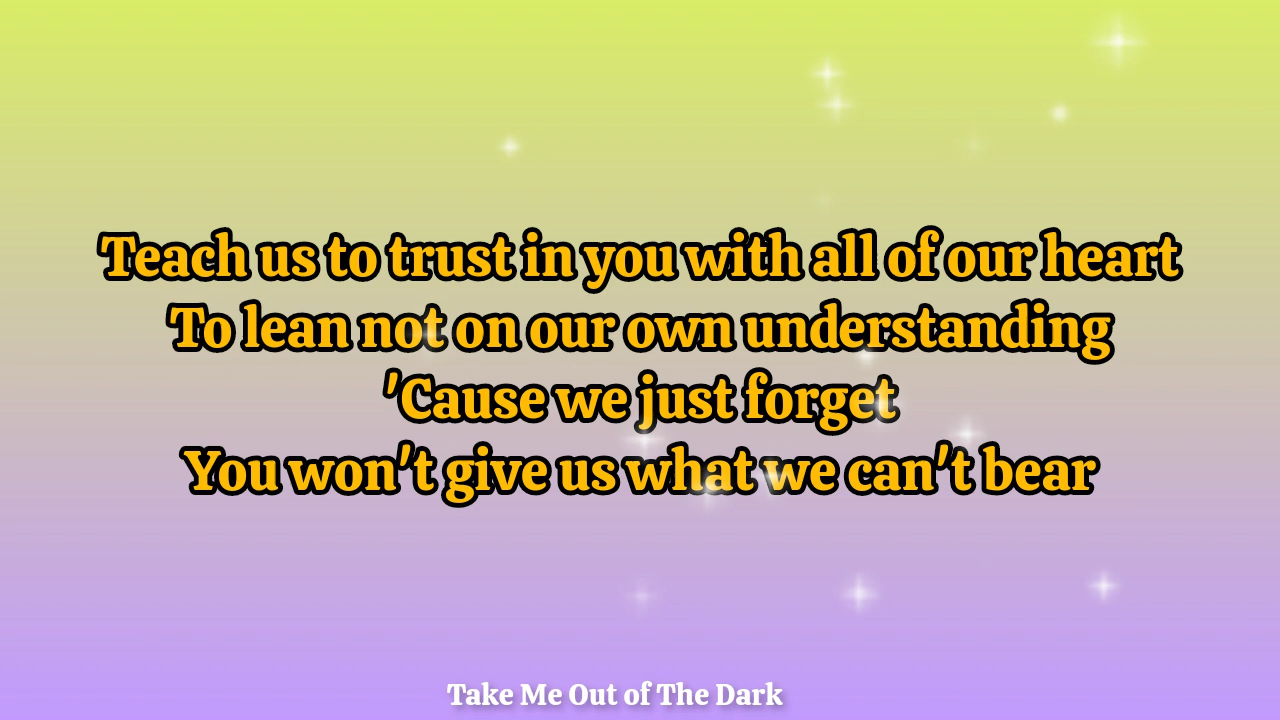 Teach us to trust in you with all of our heart
To lean not on our own understanding
'Cause we just forget
You won't give us what we can't bear
Take Me Out of The Dark